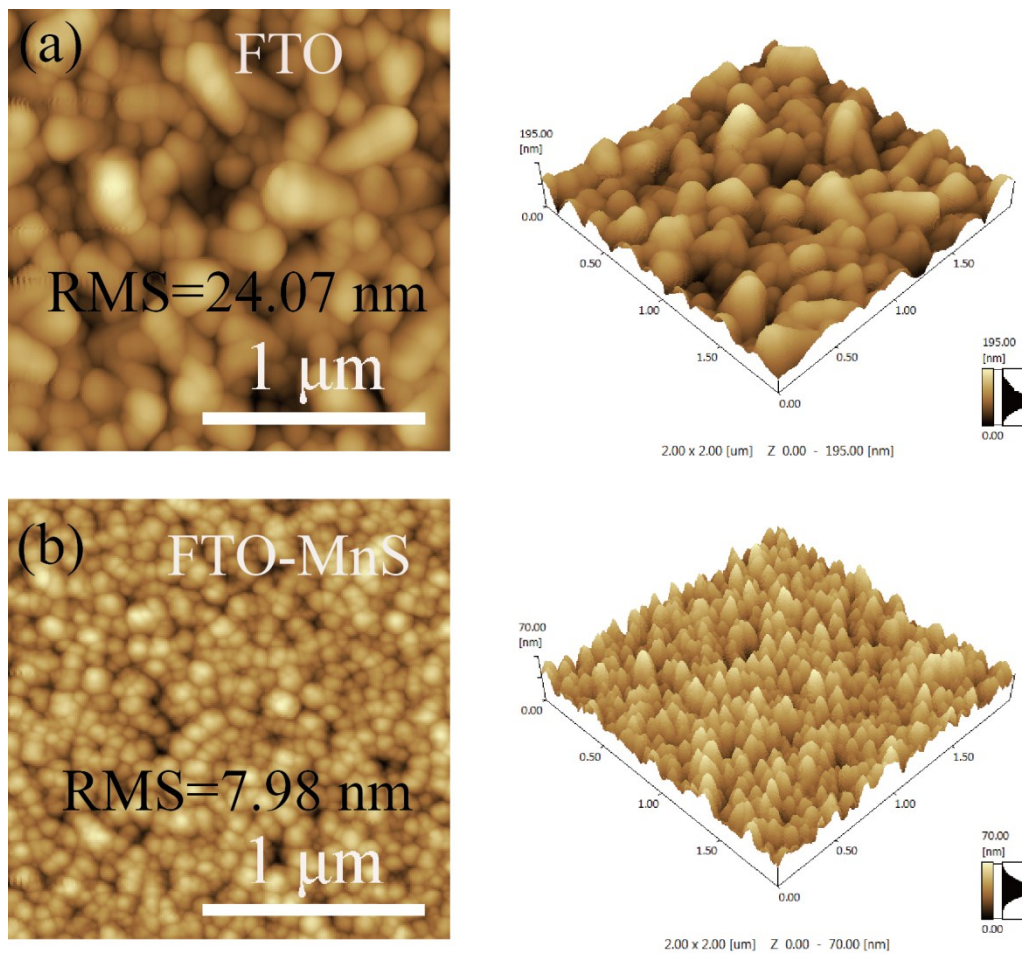 (a)
FTO
RMS=24.07 nm
1 μm
195.00
[nm]
0.00
0.50
1.00
1.50
0.00
0.50
1.00
1.50
195.00
[nm]
0.00
2.00 x 2.00 [um] Z 0.00 - 195.00 [nm]
(b)
FTO-MnS
RMS=7.98 nm
1 μm
70.00
[nm]
0.00
0.50
1.00
1.50
0.00
0.50
1.00
1.50
70.00
[nm]
0.00
2.00 x 2.00 [um] Z 0.00 - 70.00 [nm]